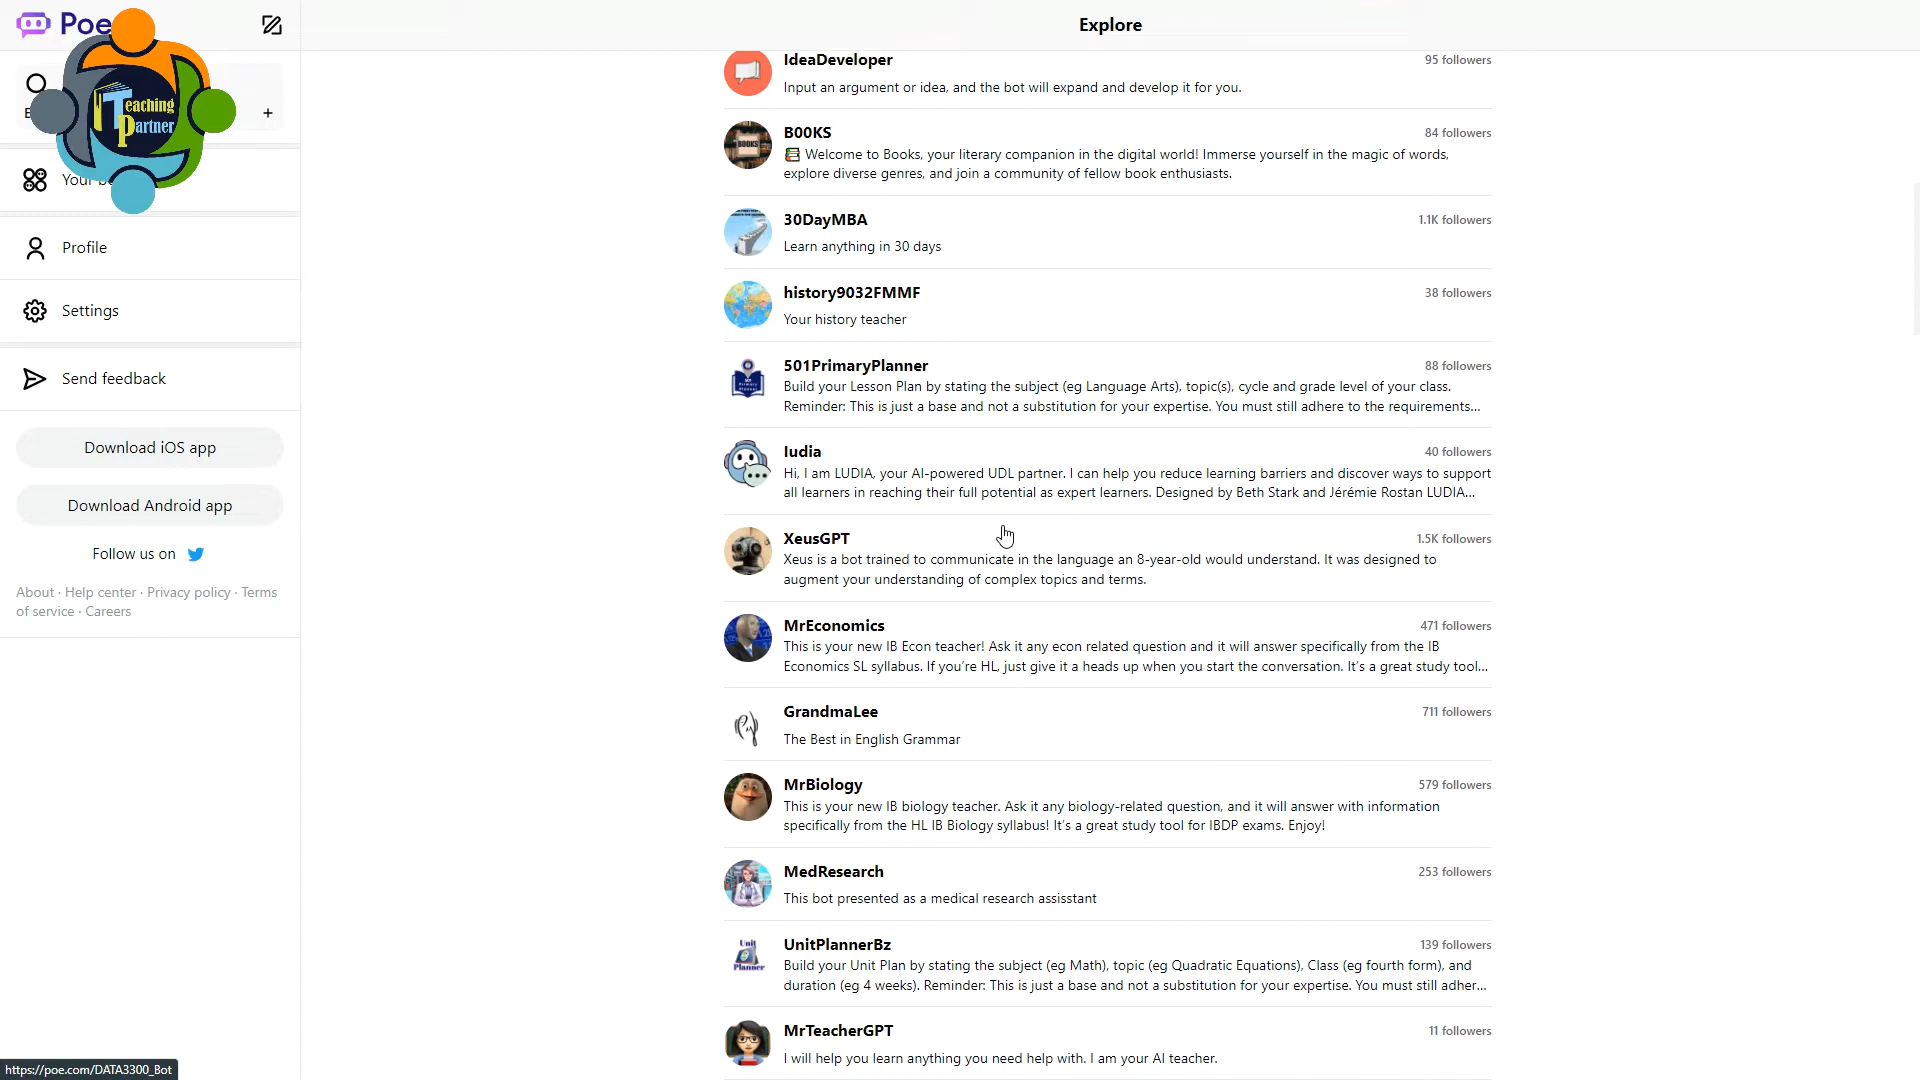 Poe
Explore
Teaching
Partner
+
Profile
Settings
Send feedback
Download iOS app
Download Android app
Follow us on
About · Help center · Privacy policy · Terms
of service · Careers
IdeaDeveloper
95 followers
Input an argument or idea, and the bot will expand and develop it for you.
BOOKS
B00KS
84 followers
Welcome to Books, your literary companion in the digital world! Immerse yourself in the magic of words,
explore diverse genres, and join a community of fellow book enthusiasts.
30DayMBA
1.1K followers
Learn anything in 30 days
history9032FMMF
38 followers
Your history teacher
501PrimaryPlanner
88 followers
Build your Lesson Plan by stating the subject (eg Language Arts), topic(s), cycle and grade level of your class.
Reminder: This is just a base and not a substitution for your expertise. You must still adhere to the requirements...
ludia
40 followers
Hi, I am LUDIA, your AI-powered UDL partner. I can help you reduce learning barriers and discover ways to support
all learners in reaching their full potential as expert learners. Designed by Beth Stark and Jérémie Rostan LUDIA...
XeusGPT
1.5K followers
Xeus is a bot trained to communicate in the language an 8-year-old would understand. It was designed to
augment your understanding of complex topics and terms.
MrEconomics
471 followers
This is your new IB Econ teacher! Ask it any econ related question and it will answer specifically from the IB
Economics SL syllabus. If you're HL, just give it a heads up when you start the conversation. It's a great study tool...
GrandmaLee
711 followers
The Best in English Grammar
MrBiology
579 followers
This is your new IB biology teacher. Ask it any biology-related question, and it will answer with information
specifically from the HL IB Biology syllabus! It's a great study tool for IBDP exams. Enjoy!
MedResearch
253 followers
This bot presented as a medical research assisstant
Unit
Planner
UnitPlannerBz
139 followers
Build your Unit Plan by stating the subject (eg Math), topic (eg Quadratic Equations), Class (eg fourth form), and
duration (eg 4 weeks). Reminder: This is just a base and not a substitution for your expertise. You must still adher...
MrTeacherGPT
11 followers
I will help you learn anything you need help with. I am your AI teacher.
https://poe.com/DATA3300_Bot